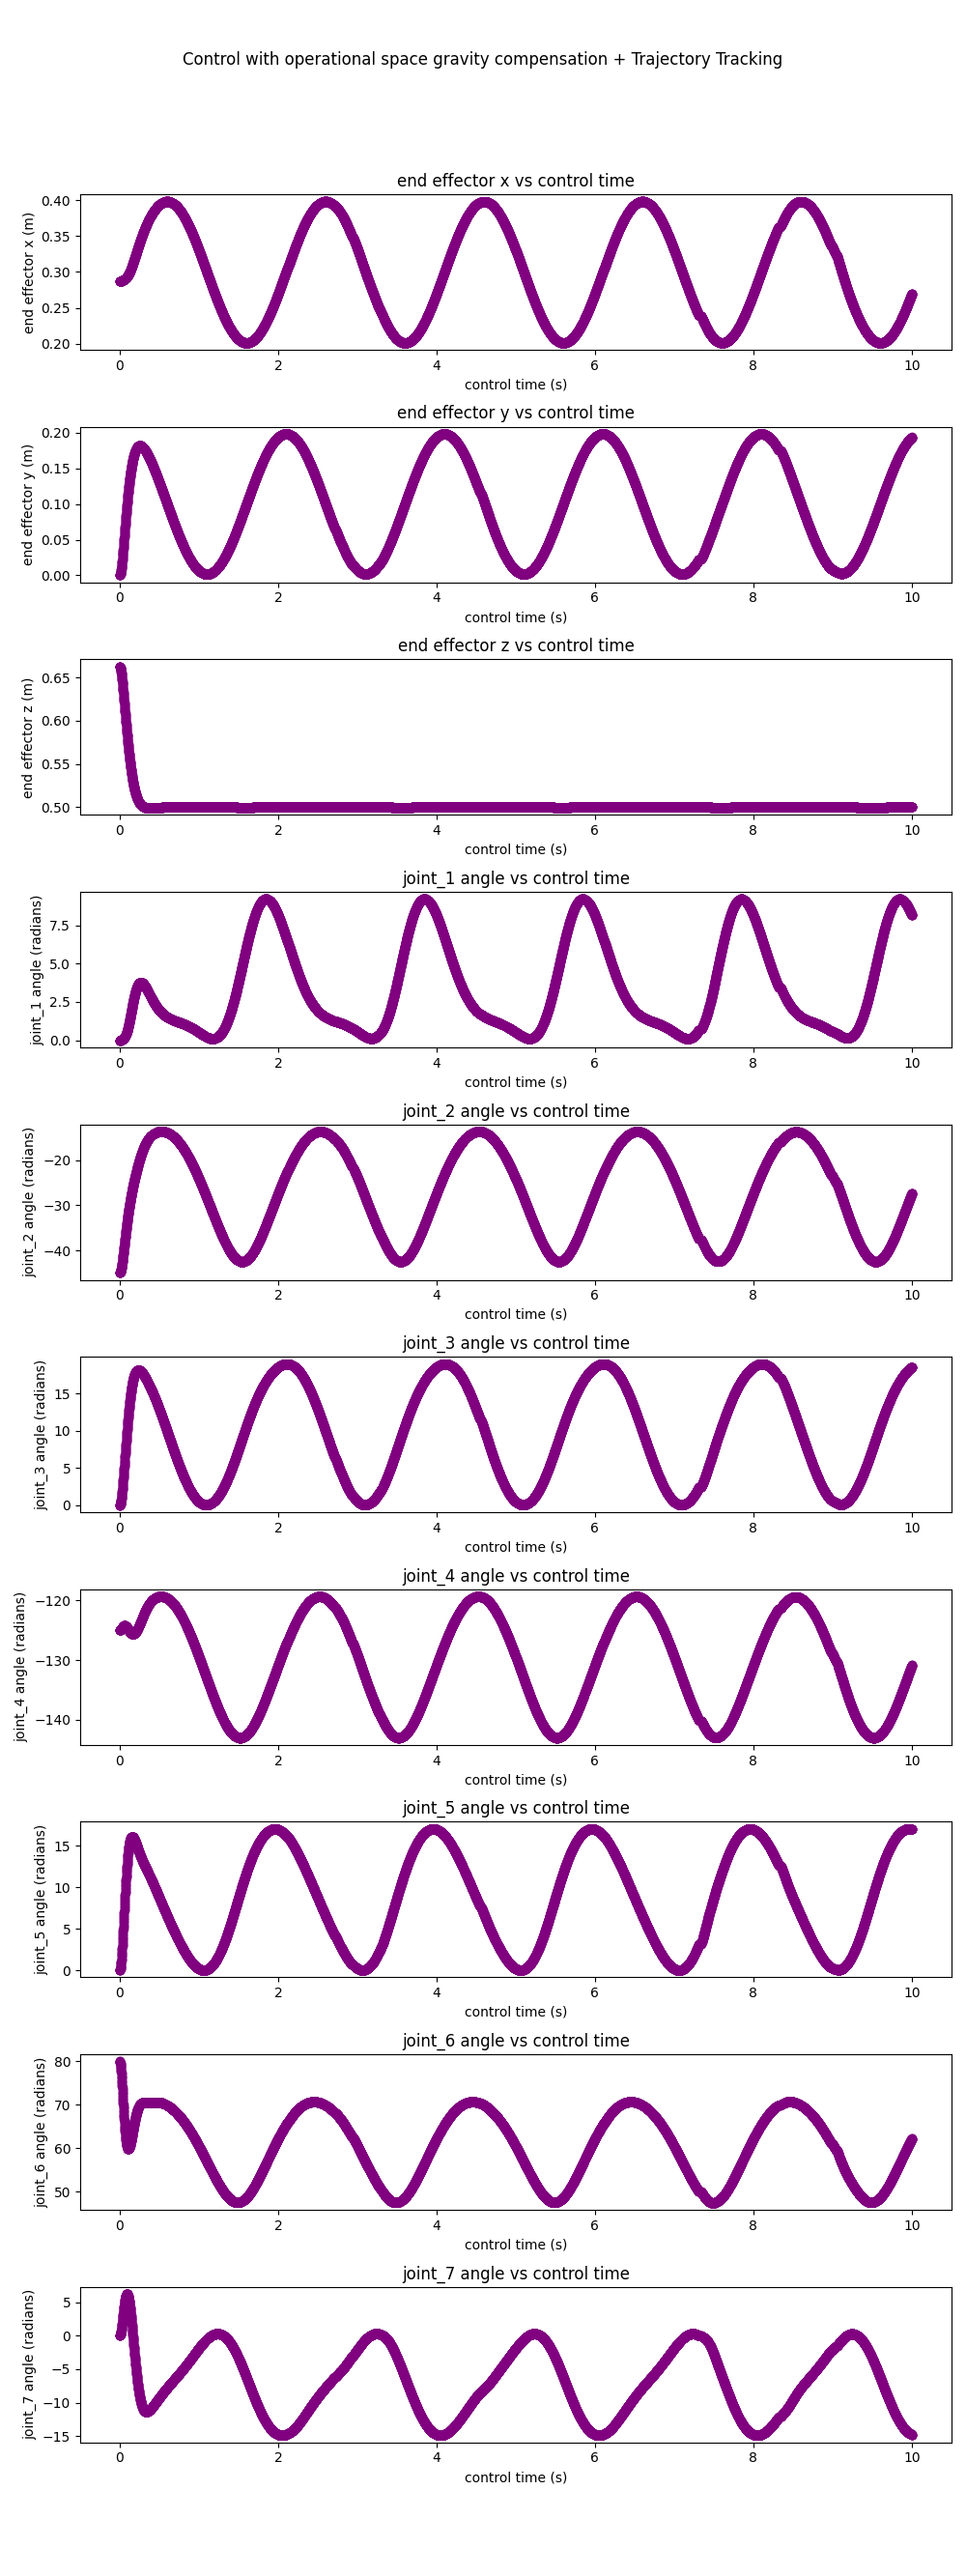 Control with operational space gravity compensation + Trajectory Tracking
end effector x vs control time
end effector x (m)
0.40
0.35
0.30
0.25
0.20
0 2 4 6 8 10
control time (s)
end effector y vs control time
end effector y (m)
0.20
0.15
0.10
0.05
0.00
0 2 4 6 8 10
control time (s)
end effector z vs control time
end effector z (m)
0.65
0.60
0.55
0.50
0 2 4 6 8 10
control time (s)
joint_1 angle vs control time
joint_1 angle (radians)
7.5
5.0
2.5
0.0
0 2 4 6 8 10
control time (s)
joint_2 angle vs control time
joint_2 angle (radians)
−20
−30
−40
0 2 4 6 8 10
control time (s)
joint_3 angle vs control time
joint_3 angle (radians)
15
10
5
0
0 2 4 6 8 10
control time (s)
joint_4 angle vs control time
joint_4 angle (radians)
−120
−130
−140
0 2 4 6 8 10
control time (s)
joint_5 angle vs control time
joint_5 angle (radians)
15
10
5
0
0 2 4 6 8 10
control time (s)
joint_6 angle vs control time
joint_6 angle (radians)
80
70
60
50
0 2 4 6 8 10
control time (s)
joint_7 angle vs control time
joint_7 angle (radians)
5
0
−5
−10
−15
0 2 4 6 8 10
control time (s)